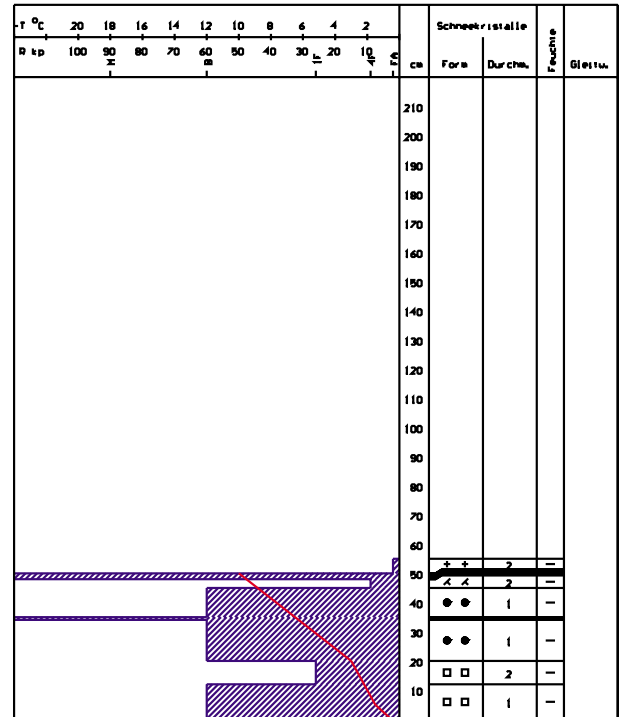 -T °C 20 18 16 14 12 10 8 6 4 2
R kp 100 90 80 70 60 50 40 30 20 10
M B 1F 4F FA
cm
Schneekristalle
Form Durchm. Feuchte Gleitw.
210
200
190
180
170
160
150
140
130
120
110
100
90
80
70
60
+ + 2 –
50
2 –
40 ● ● 1 –
30
● ● 1 –
20
□ □ 2 –
10
□ □ 1 –